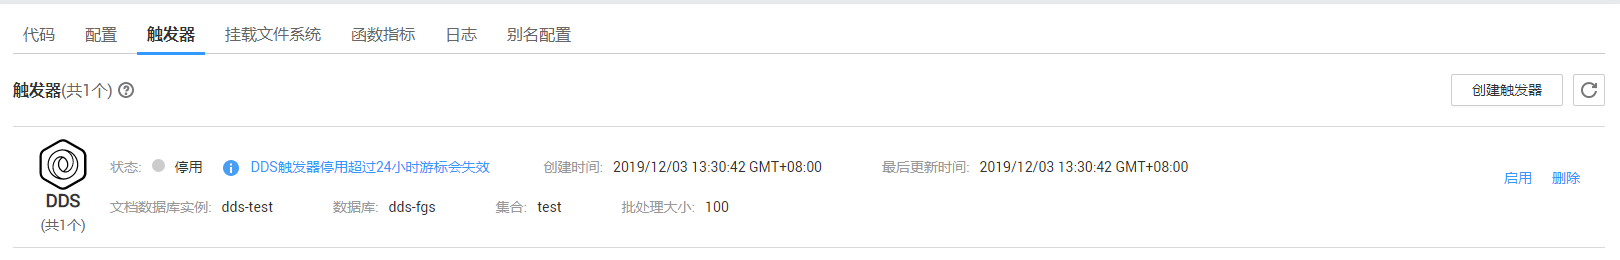 代码 配置 触发器 挂载文件系统 函数指标 日志 别名配置
触发器(共1个) 创建触发器
状态: 停用 DDS触发器停用超过24小时游标会失效 创建时间: 2019/12/03 13:30:42 GMT+08:00 最后更新时间: 2019/12/03 13:30:42 GMT+08:00
启用 删除
DDS
文档数据库实例: dds-test 数据库: dds-fgs 集合: test 批处理大小: 100
(共1个)